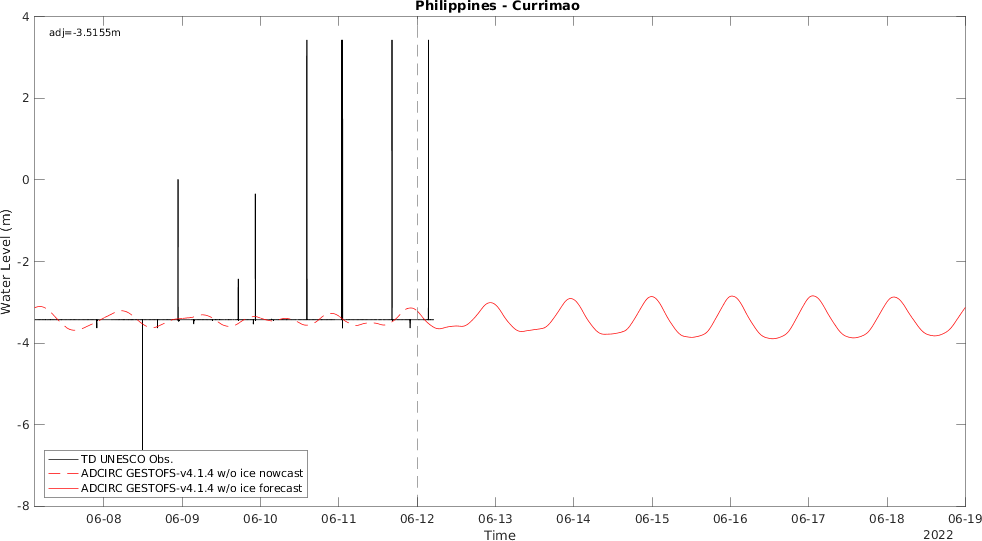 Philippines - Currimao
adj=-3.5155m
4
2
0
-2
-4
-6
-8
Water Level (m)
TD UNESCO Obs.
ADCIRC GESTOFS-v4.1.4 w/o ice nowcast
ADCIRC GESTOFS-v4.1.4 w/o ice forecast
06-08 06-09 06-10 06-11 06-12 06-13 06-14 06-15 06-16 06-17 06-18 06-19
Time
2022